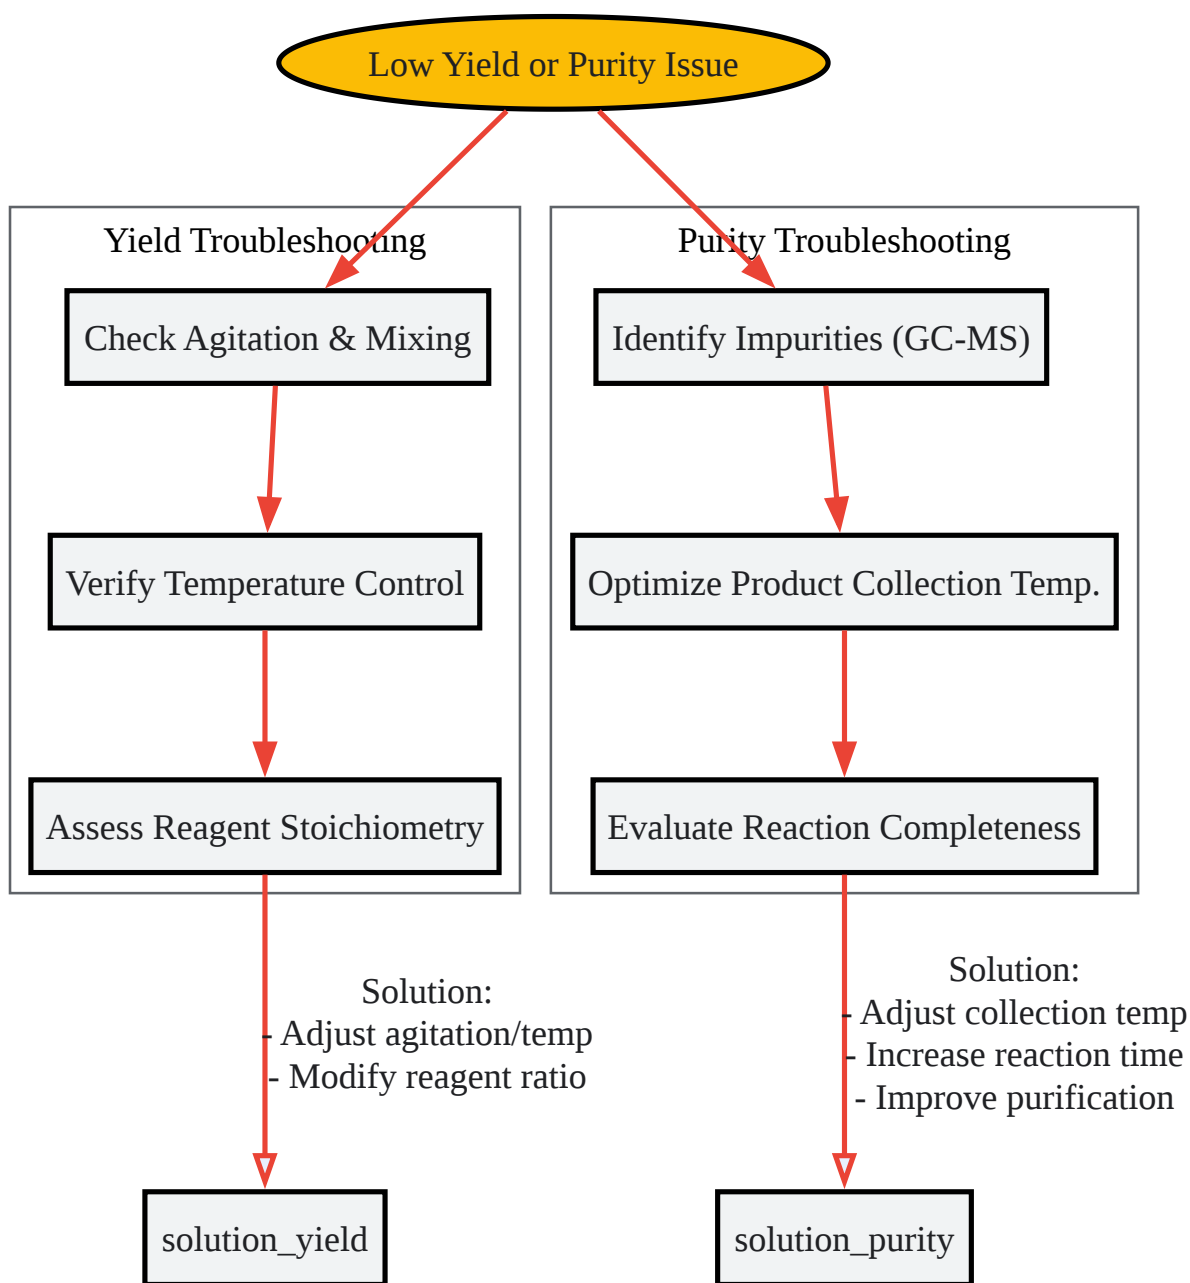 Low Yield or Purity Issue
Yield Troubleshooting
Check Agitation & Mixing
Verify Temperature Control
Assess Reagent Stoichiometry
Solution:
- Adjust agitation/temp
- Modify reagent ratio
solution_yield
Purity Troubleshooting
Identify Impurities (GC-MS)
Optimize Product Collection Temp.
Evaluate Reaction Completeness
Solution:
- Adjust collection temp
- Increase reaction time
- Improve purification
solution_purity